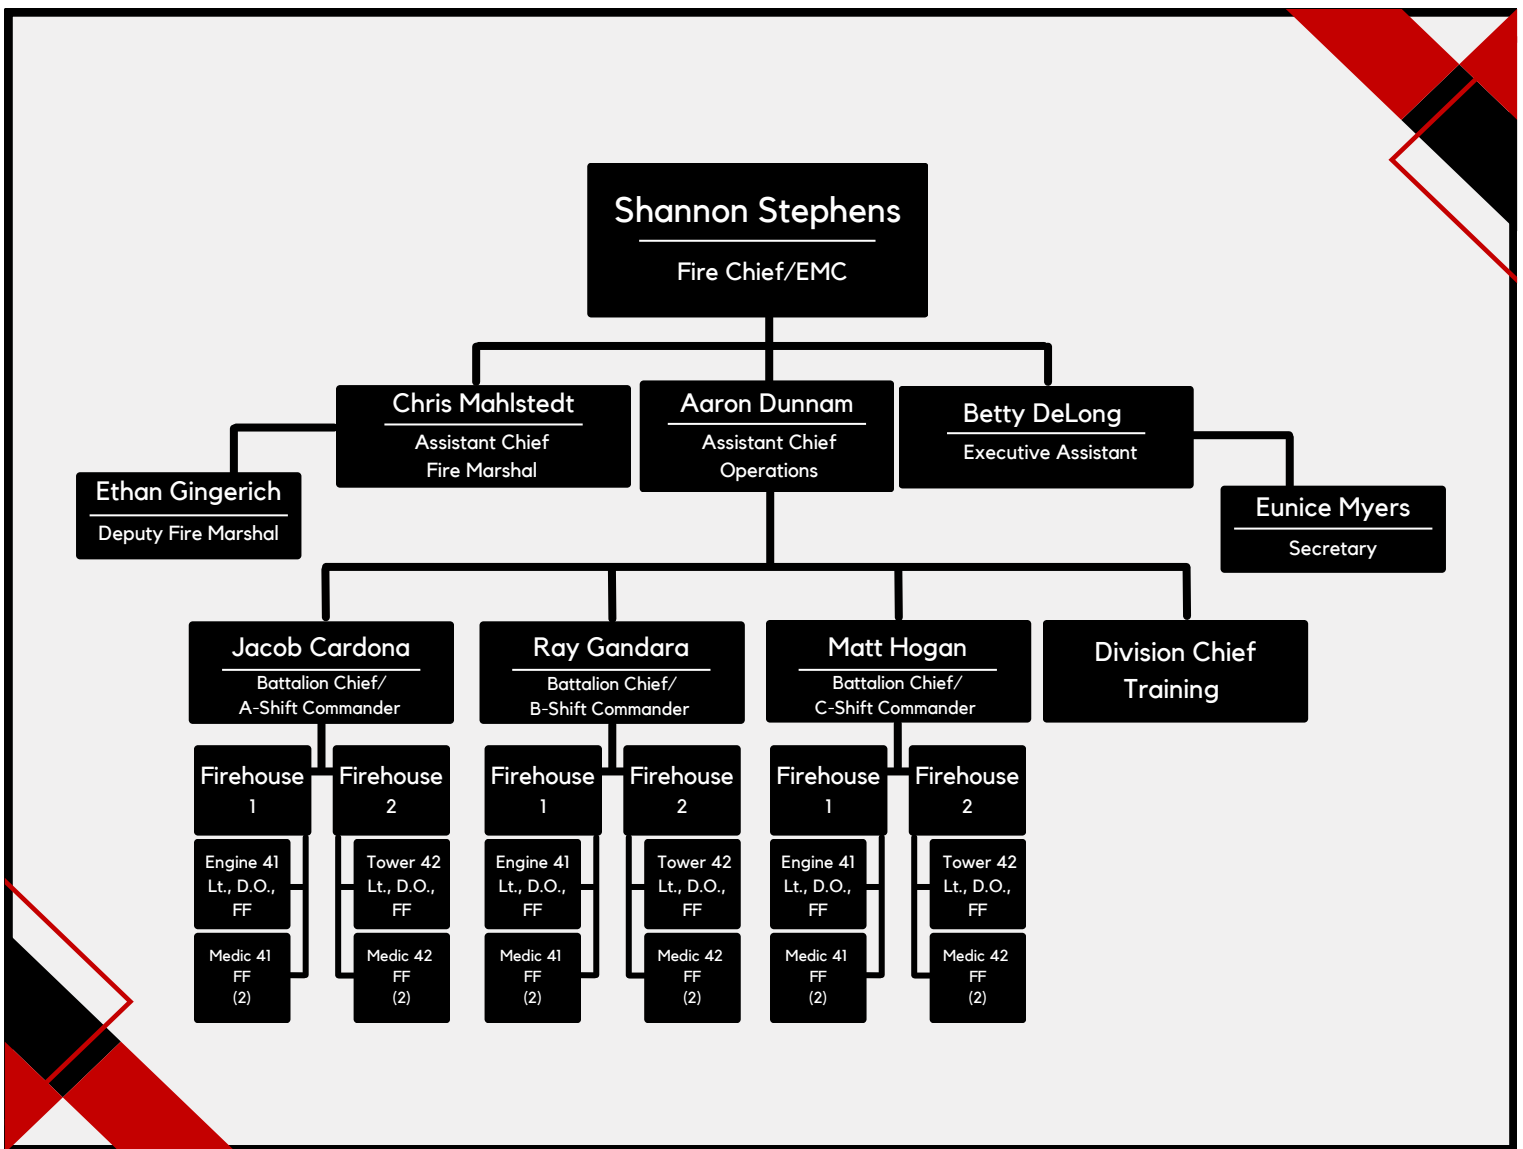 Shannon Stephens
Fire Chief/EMC
Chris Mahlstedt
Assistant Chief
Fire Marshal
Aaron Dunnam
Assistant Chief
Operations
Betty DeLong
Executive Assistant
Ethan Gingerich
Deputy Fire Marshal
Eunice Myers
Secretary
Jacob Cardona
Battalion Chief/
A-Shift Commander
Ray Gandara
Battalion Chief/
B-Shift Commander
Matt Hogan
Battalion Chief/
C-Shift Commander
Division Chief
Training
Firehouse
1
Firehouse
2
Firehouse
1
Firehouse
2
Firehouse
1
Firehouse
2
Engine 41
Lt., D.O.,
FF
Tower 42
Lt., D.O.,
FF
Engine 41
Lt., D.O.,
FF
Tower 42
Lt., D.O.,
FF
Engine 41
Lt., D.O.,
FF
Tower 42
Lt., D.O.,
FF
Medic 41
FF
(2)
Medic 42
FF
(2)
Medic 41
FF
(2)
Medic 42
FF
(2)
Medic 41
FF
(2)
Medic 42
FF
(2)